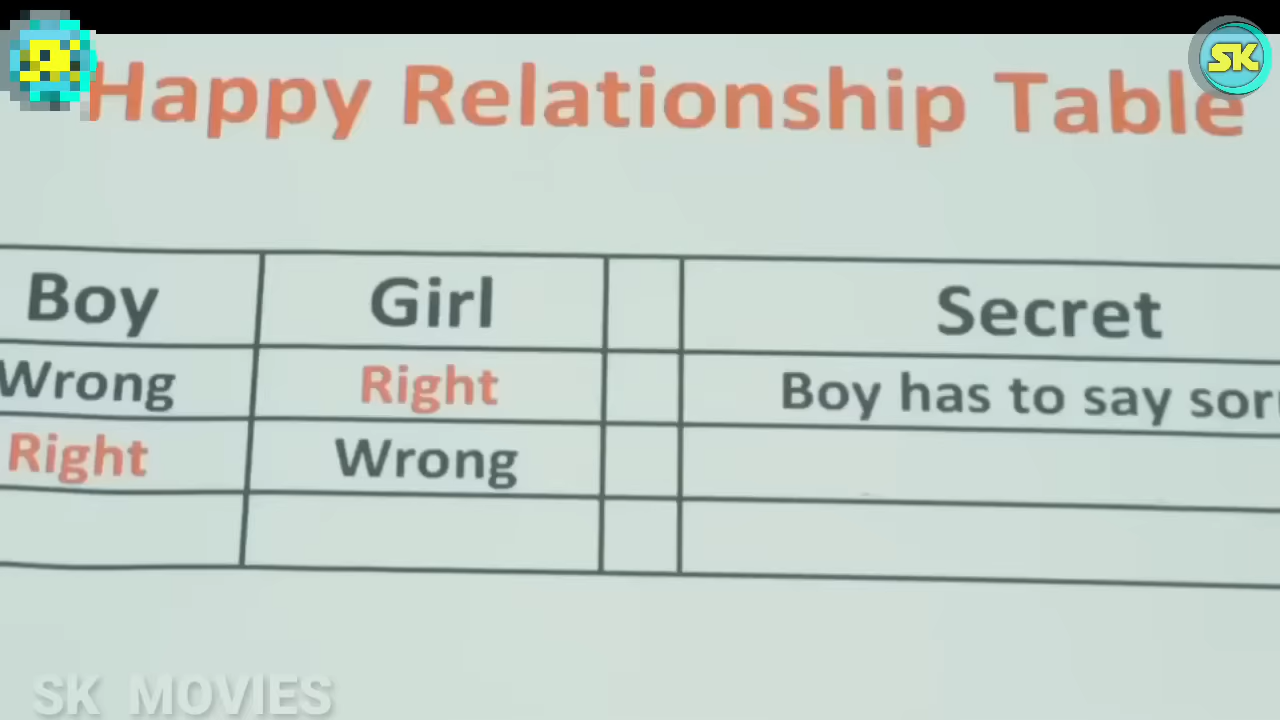 SK
Happy Relationship Table
Boy Girl Secret
Wrong Right Boy has to say
Right Wrong
SK MOVIES